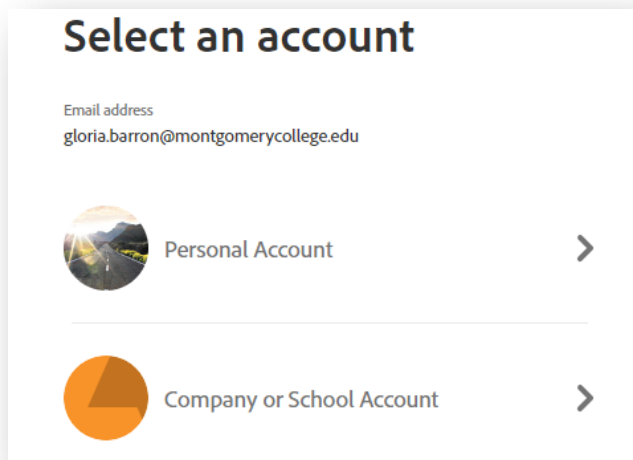 Select an account
Email address
gloria.barron@montgomerycollege.edu
Personal Account
Company or School Account